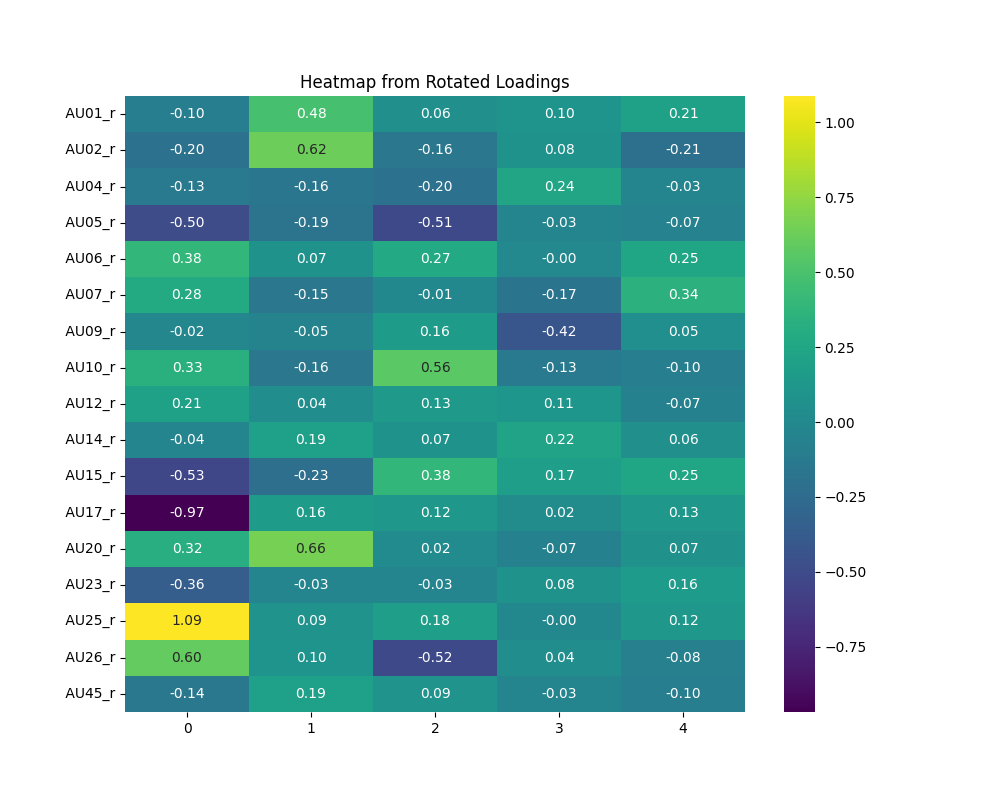 Heatmap from Rotated Loadings
AU01_r -0.10 0.48 0.06 0.10 0.21
AU02_r -0.20 0.62 -0.16 0.08 -0.21
AU04_r -0.13 -0.16 -0.20 0.24 -0.03
AU05_r -0.50 -0.19 -0.51 -0.03 -0.07
AU06_r 0.38 0.07 0.27 -0.00 0.25
AU07_r 0.28 -0.15 -0.01 -0.17 0.34
AU09_r -0.02 -0.05 0.16 -0.42 0.05
AU10_r 0.33 -0.16 0.56 -0.13 -0.10
AU12_r 0.21 0.04 0.13 0.11 -0.07
AU14_r -0.04 0.19 0.07 0.22 0.06
AU15_r -0.53 -0.23 0.38 0.17 0.25
AU17_r -0.97 0.16 0.12 0.02 0.13
AU20_r 0.32 0.66 0.02 -0.07 0.07
AU23_r -0.36 -0.03 -0.03 0.08 0.16
AU25_r 1.09 0.09 0.18 -0.00 0.12
AU26_r 0.60 0.10 -0.52 0.04 -0.08
AU45_r -0.14 0.19 0.09 -0.03 -0.10
0 1 2 3 4
1.00
0.75
0.50
0.25
0.00
−0.25
−0.50
−0.75